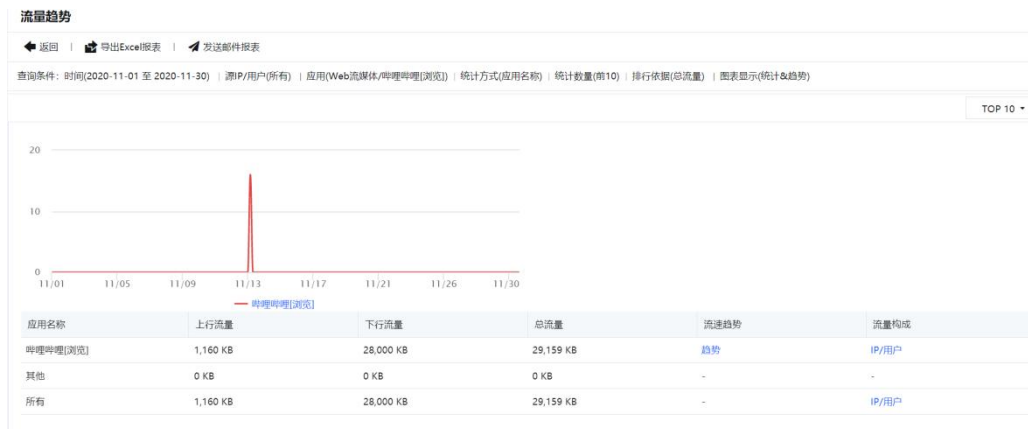 流量趋势
返回 | 导出Excel报表 | 发送邮件报表
查询条件：时间(2020-11-01 至 2020-11-30) | 源IP/用户(所有) | 应用(Web流媒体/哔哩哔哩[浏览]) | 统计方式(应用名称) | 统计数量(前10) | 排行依据(总流量) | 图表显示(统计&趋势)
TOP 10
20
10
0
11/01 11/05 11/09 11/13 11/17 11/21 11/26 11/30
哔哩哔哩[浏览]
应用名称 上行流量 下行流量 总流量 流速趋势 流量构成
哔哩哔哩[浏览] 1,160 KB 28,000 KB 29,159 KB 趋势 IP/用户
其他 0 KB 0 KB 0 KB - -
所有 1,160 KB 28,000 KB 29,159 KB - IP/用户